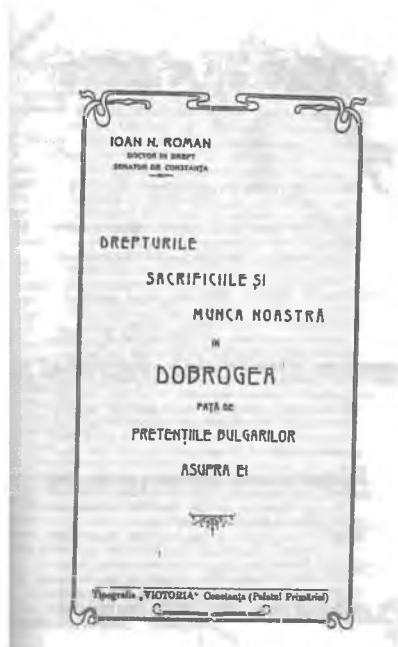 IOAN N. ROMAN
DOCTOR IN DREPT
SENATOR DE CONSTANȚA
DREPTURILE
SACRIFICIILE ȘI
MUNCA NOASTRĂ
IN
DOBROGEA
FAȚĂ DE
PRETENȚIILE BULGARILOR
ASUPRA EI
Tipografia „VICTORIA“ Constanța (Palatul Primăriei)